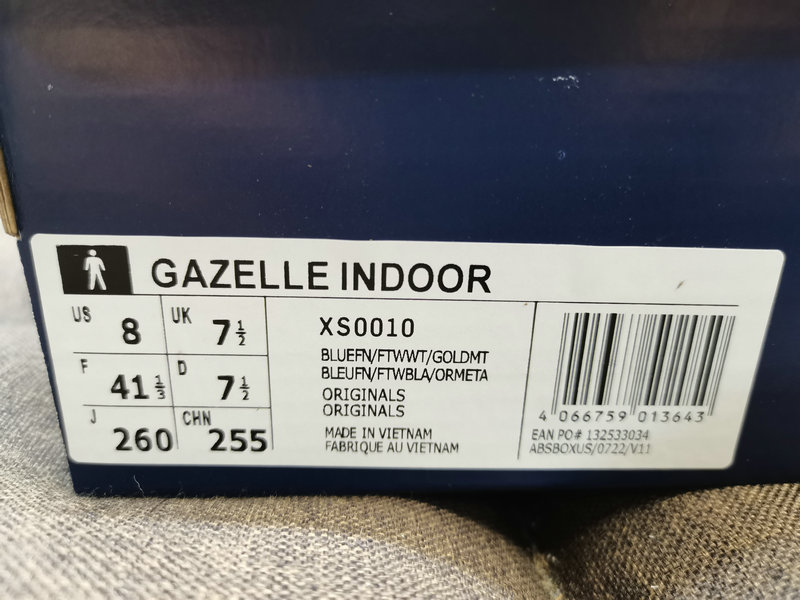 GAZELLE INDOOR
US 8 UK 7 1/2
F 41 1/3 D 7 1/2
J 260 CHN 255
XS0010
BLUEFN/FTWWT/GOLDMT
BLEUFN/FTWBLA/ORMETA
ORIGINALS
ORIGINALS
MADE IN VIETNAM
FABRIQUE AU VIETNAM
4 066759 013643
EAN PO# 132533034
ABSBOXUS/0722/V11